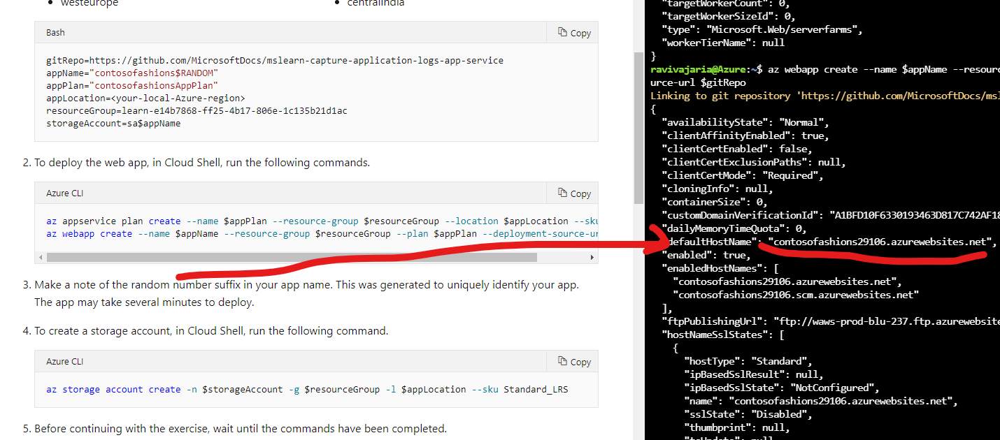 westeurope
centralindia
Bash
Copy
gitRepo=https://github.com/MicrosoftDocs/mslearn-capture-application-logs-app-service
appName="contosofashions$RANDOM"
appPlan="contosofashionsAppPlan"
appLocation=<your-local-Azure-region>
resourceGroup=learn-e14b7868-ff25-4b17-806e-1c135b21d1ac
storageAccount=sa$appName
2. To deploy the web app, in Cloud Shell, run the following commands.
Azure CLI
Copy
az appservice plan create --name $appPlan --resource-group $resourceGroup --location $appLocation --sku
az webapp create --name $appName --resource-group $resourceGroup --plan $appPlan --deployment-source-ur
3. Make a note of the random number suffix in your app name. This was generated to uniquely identify your app.
The app may take several minutes to deploy.
4. To create a storage account, in Cloud Shell, run the following command.
Azure CLI
Copy
az storage account create -n $storageAccount -g $resourceGroup -l $appLocation --sku Standard_LRS
5. Before continuing with the exercise, wait until the commands have been completed.
"targetWorkerCount": 0,
"targetWorkerSizeId": 0,
"type": "Microsoft.Web/serverfarms",
"workerTierName": null
}
ravivajaria@Azure:~$ az webapp create --name $appName --resourc
urce-url $gitRepo
Linking to git repository 'https://github.com/MicrosoftDocs/msl
{
"availabilityState": "Normal",
"clientAffinityEnabled": true,
"clientCertEnabled": false,
"clientCertExclusionPaths": null,
"clientCertMode": "Required",
"cloningInfo": null,
"containerSize": 0,
"customDomainVerificationId": "A1BFD10F6330193463D817C742AF18
"dailyMemoryTimeQuota": 0,
defaultHostName": "contosofashions29106.azurewebsites.net",
"enabled": true,
"enabledHostNames": [
"contosofashions29106.azurewebsites.net",
"contosofashions29106.scm.azurewebsites.net"
],
"ftpPublishingUrl": "ftp://waws-prod-blu-237.ftp.azurewebsite
"hostNameSslStates": [
{
"hostType": "Standard",
"ipBasedSslResult": null,
"ipBasedSslState": "NotConfigured",
"name": "contosofashions29106.azurewebsites.net",
"sslState": "Disabled",
"thumbprint": null,